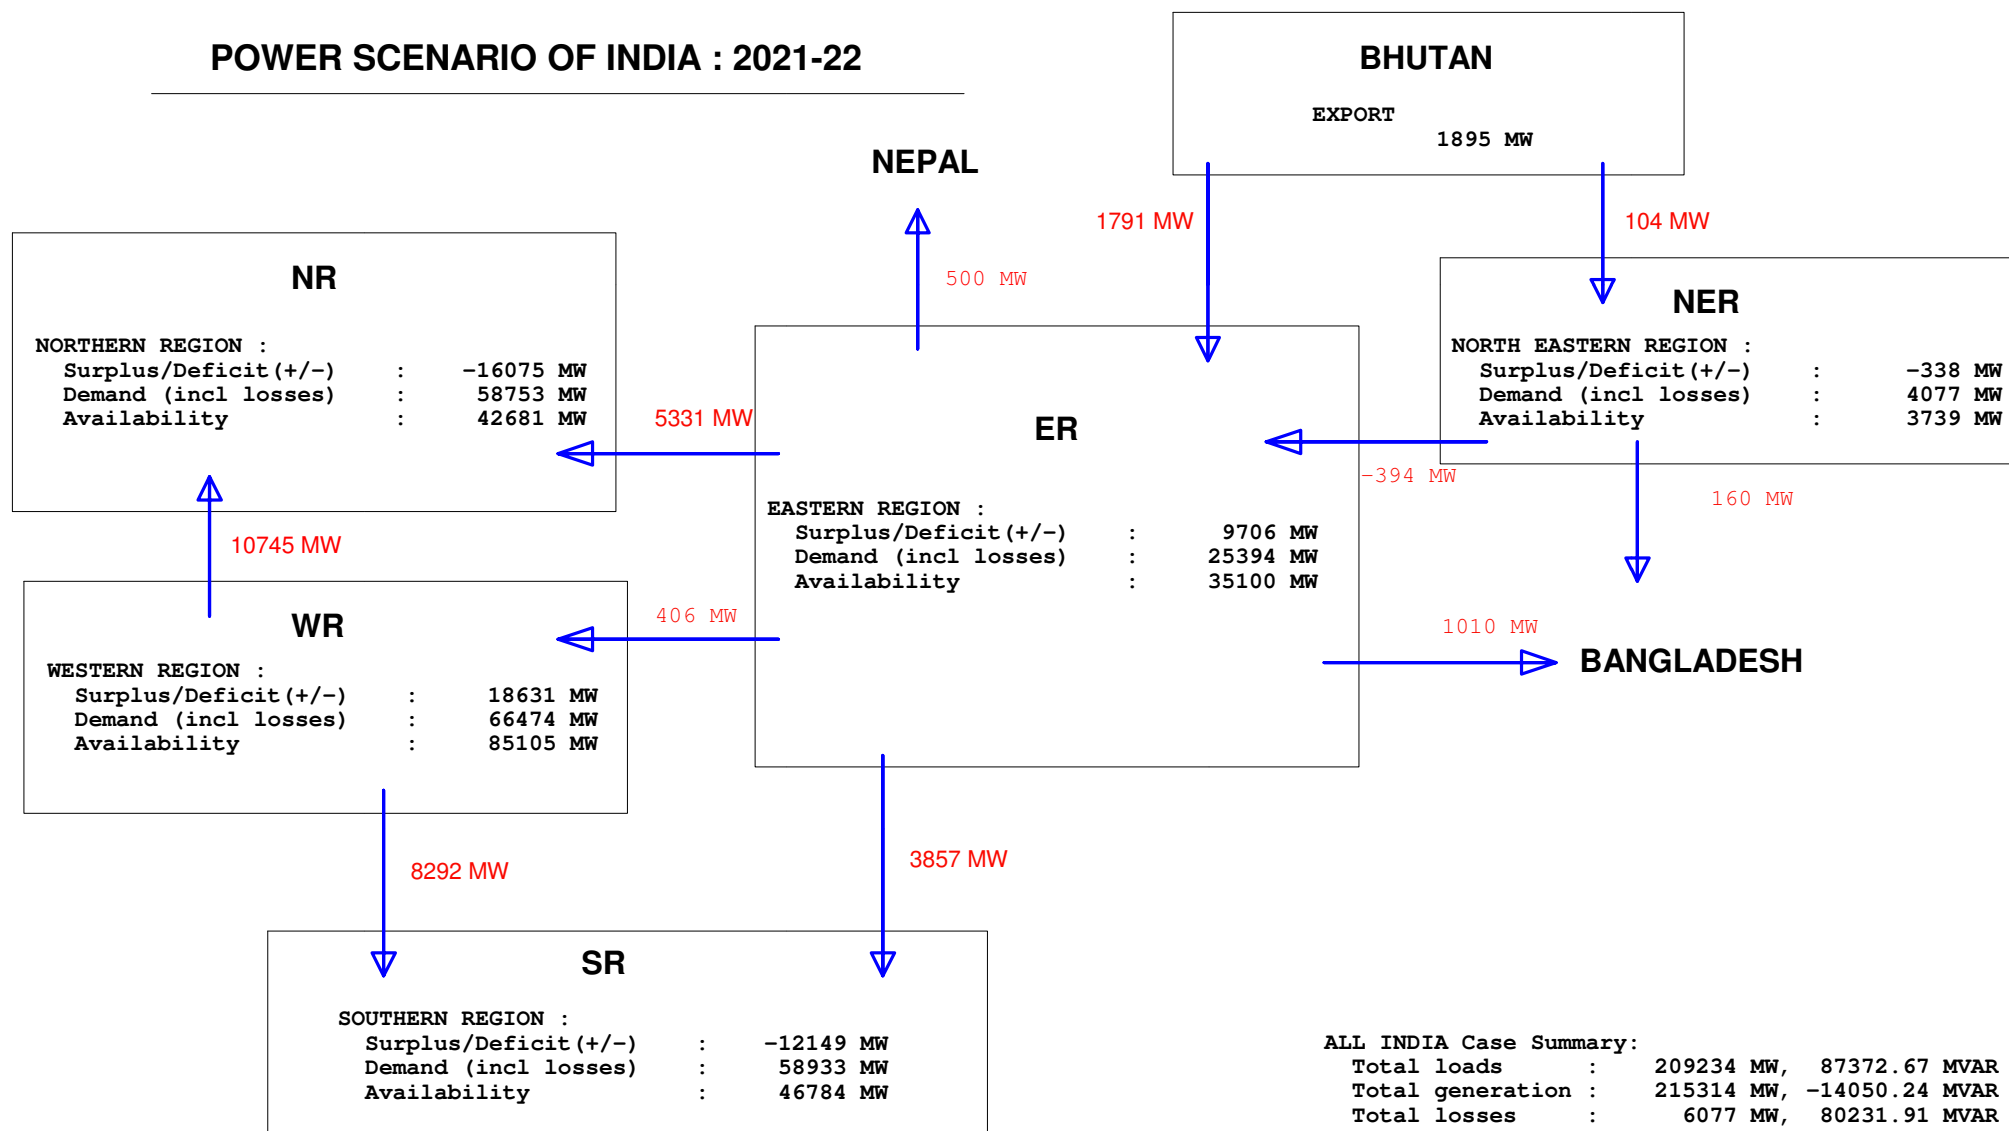 POWER SCENARIO OF INDIA : 2021-22
BHUTAN
EXPORT
1895 MW
NEPAL
1791 MW
104 MW
500 MW
NR
NORTHERN REGION :
Surplus/Deficit(+/-) : -16075 MW
Demand (incl losses) : 58753 MW
Availability : 42681 MW
NER
NORTH EASTERN REGION :
Surplus/Deficit(+/-) : -338 MW
Demand (incl losses) : 4077 MW
Availability : 3739 MW
5331 MW
ER
EASTERN REGION :
Surplus/Deficit(+/-) : 9706 MW
Demand (incl losses) : 25394 MW
Availability : 35100 MW
-394 MW
160 MW
10745 MW
406 MW
1010 MW
BANGLADESH
WR
WESTERN REGION :
Surplus/Deficit(+/-) : 18631 MW
Demand (incl losses) : 66474 MW
Availability : 85105 MW
8292 MW
3857 MW
SR
SOUTHERN REGION :
Surplus/Deficit(+/-) : -12149 MW
Demand (incl losses) : 58933 MW
Availability : 46784 MW
ALL INDIA Case Summary:
Total loads : 209234 MW, 87372.67 MVAR
Total generation : 215314 MW, -14050.24 MVAR
Total losses : 6077 MW, 80231.91 MVAR